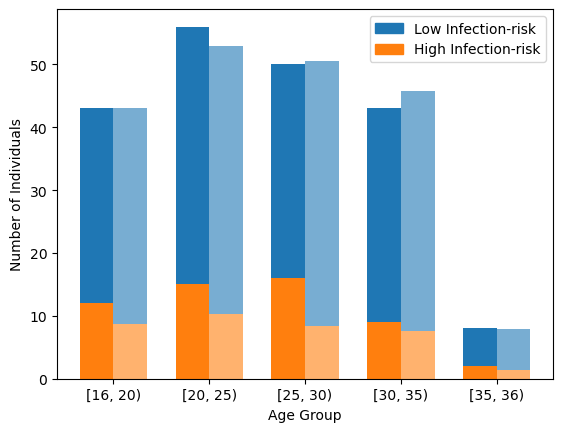 Low Infection-risk
High Infection-risk
Number of Individuals
50
40
30
20
10
0
[16, 20) [20, 25) [25, 30) [30, 35) [35, 36)
Age Group